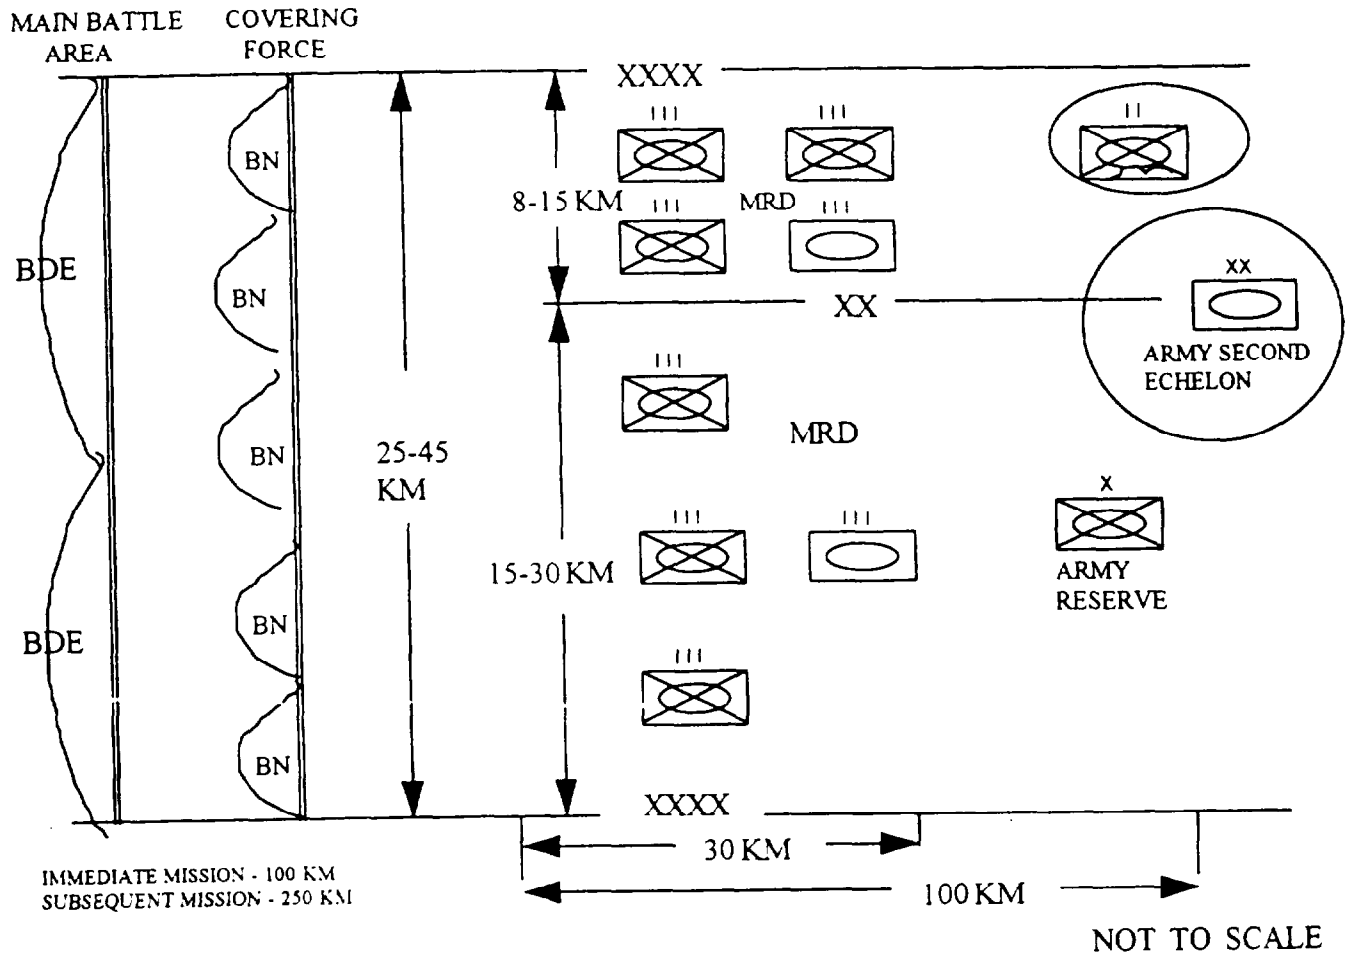 MAIN BATTLE
AREA
COVERING
FORCE
XXXX
III
III
II
BN
8-15 KM
III
MRD
III
BDE
BN
XX
XX
ARMY SECOND
ECHELON
III
MRD
25-45
KM
BN
X
III
III
15-30 KM
ARMY
RESERVE
BN
BDE
III
BN
XXXX
30 KM
IMMEDIATE MISSION - 100 KM
SUBSEQUENT MISSION - 250 KM
100 KM
NOT TO SCALE